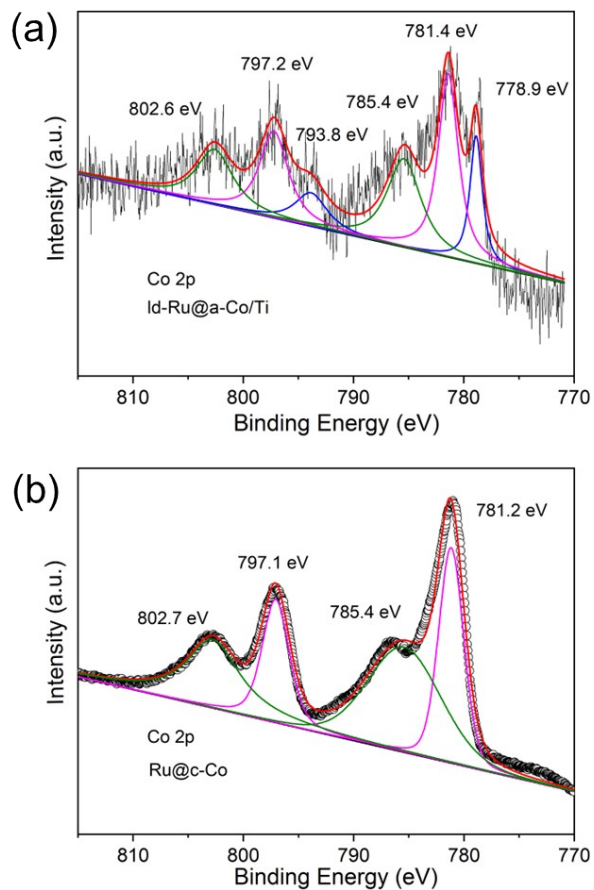 (a)
781.4 eV
797.2 eV
778.9 eV
802.6 eV
785.4 eV
793.8 eV
Intensity (a.u.)
Co 2p
ld-Ru@a-Co/Ti
810 800 790 780 770
Binding Energy (eV)
(b)
781.2 eV
797.1 eV
802.7 eV
785.4 eV
Intensity (a.u.)
Co 2p
Ru@c-Co
810 800 790 780 770
Binding Energy (eV)